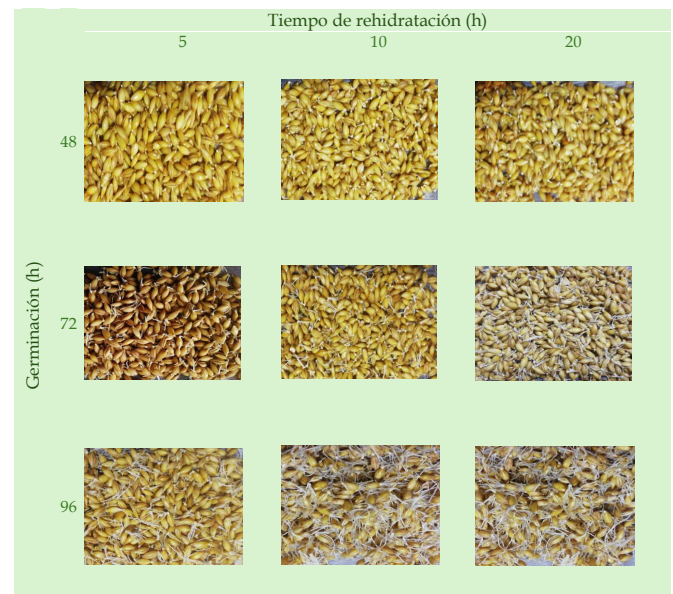 Tiempo de rehidratación (h)
5 10 20
48
Germinación (h)
72
96